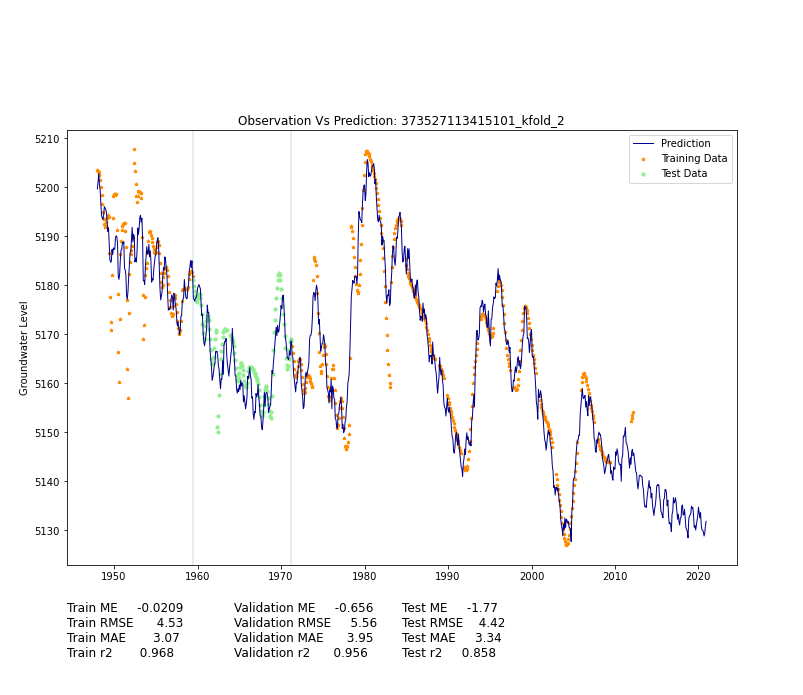 Observation Vs Prediction: 373527113415101_kfold_2
Prediction
Training Data
Test Data
Groundwater Level
5210
5200
5190
5180
5170
5160
5150
5140
5130
1950 1960 1970 1980 1990 2000 2010 2020
Train ME -0.0209 Validation ME -0.656 Test ME -1.77
Train RMSE 4.53 Validation RMSE 5.56 Test RMSE 4.42
Train MAE 3.07 Validation MAE 3.95 Test MAE 3.34
Train r2 0.968 Validation r2 0.956 Test r2 0.858